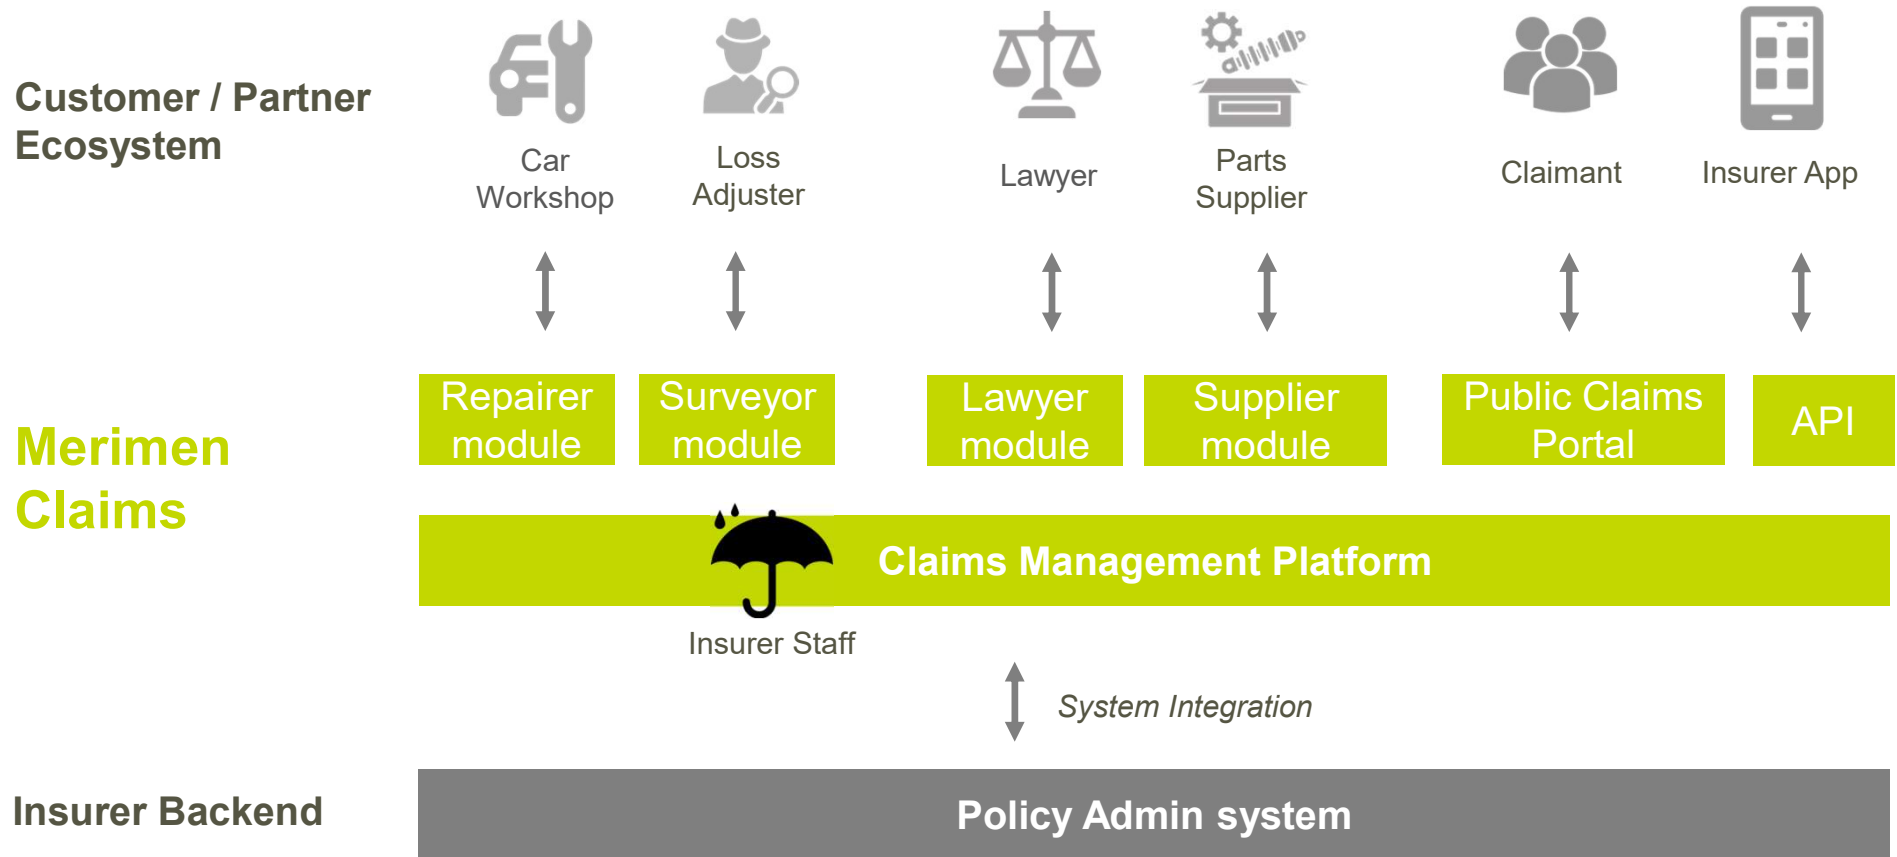 Customer / Partner
Ecosystem
Car
Workshop
Loss
Adjuster
Lawyer
Parts
Supplier
Claimant
Insurer App
Merimen
Claims
Repairer
module
Surveyor
module
Lawyer
module
Supplier
module
Public Claims
Portal
API
Claims Management Platform
Insurer Staff
System Integration
Insurer Backend
Policy Admin system